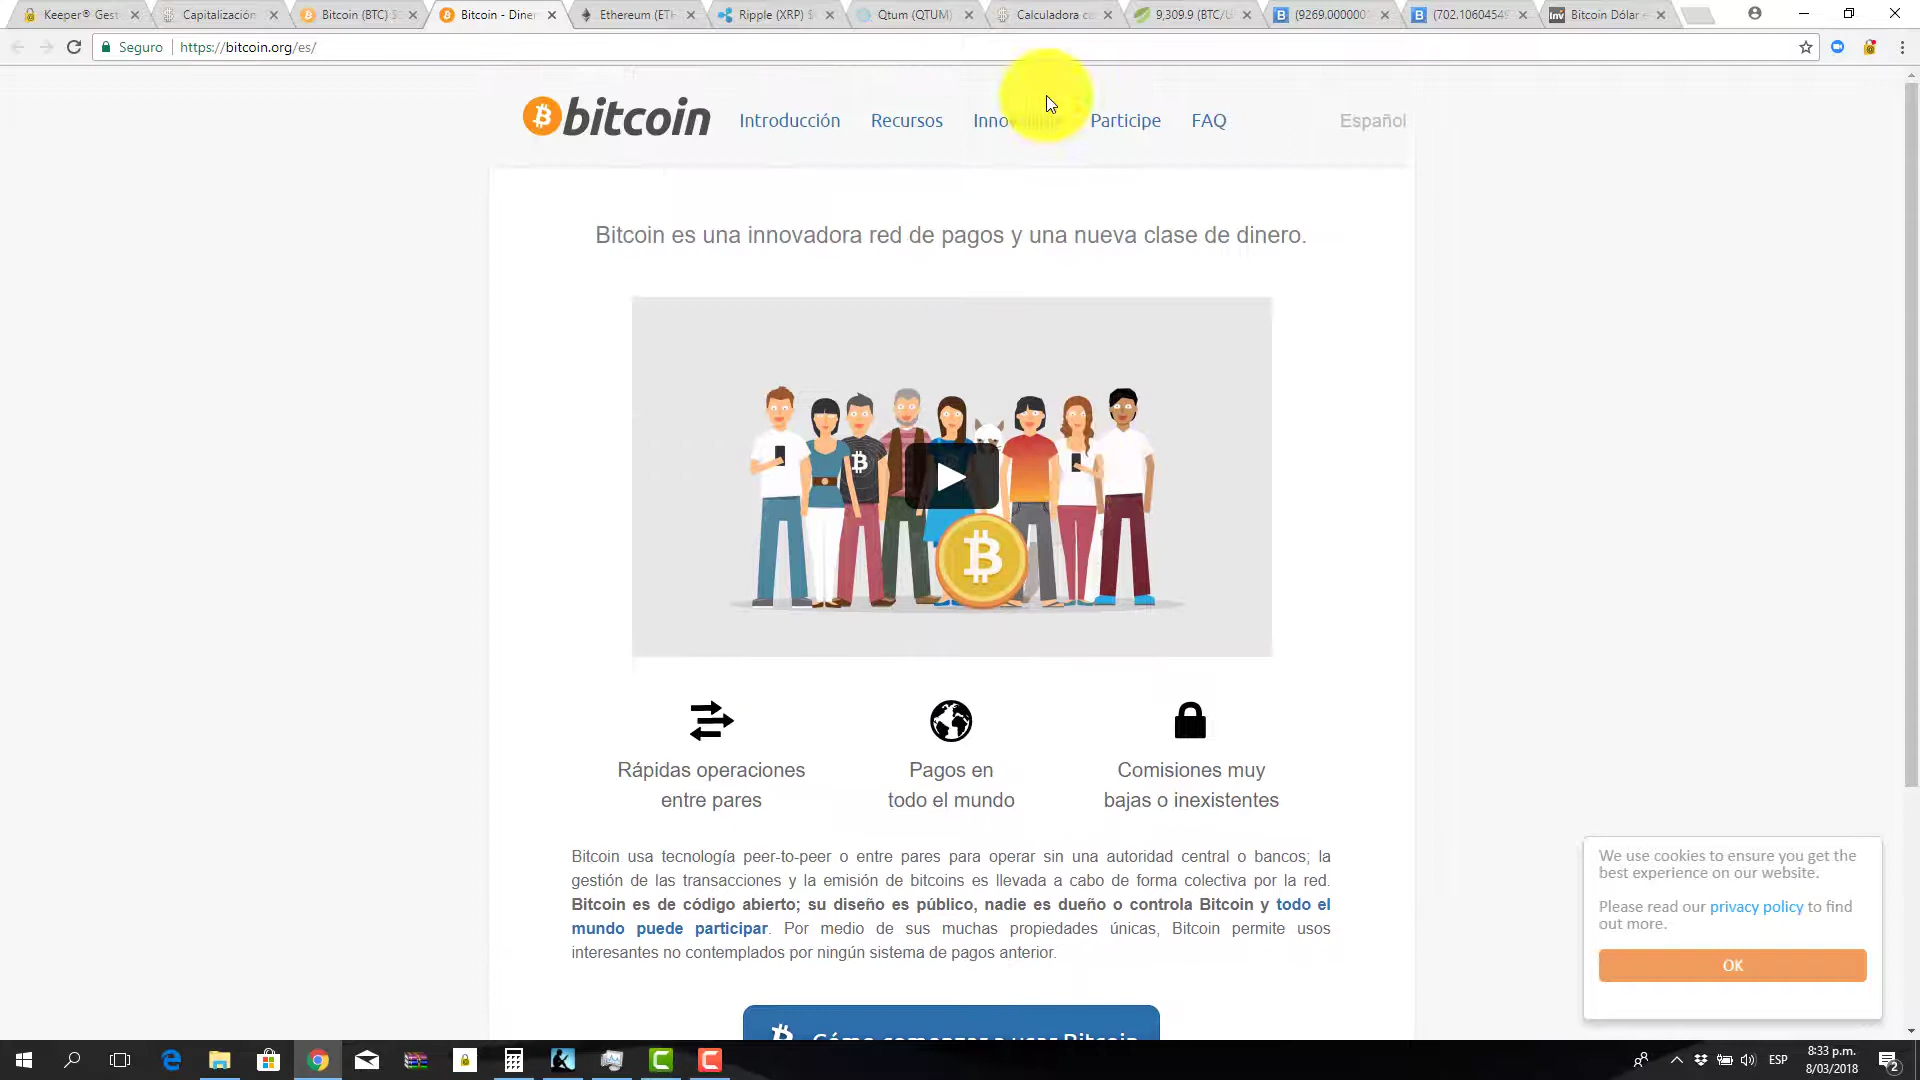 Keeper® Gest
Capitalización
Bitcoin (BTC) $
Bitcoin - Diner
Ethereum (ETH
Ripple (XRP) $
Qtum (QTUM)
Calculadora c
9,309.9 (BTC/U
(9269.000000
(702.1060454
Bitcoin Dólar
Seguro
https://bitcoin.org/es/
bitcoin
Introducción
Recursos
Participe
FAQ
Español
Bitcoin es una innovadora red de pagos y una nueva clase de dinero.
Rápidas operaciones
entre pares
Pagos en
todo el mundo
Comisiones muy
bajas o inexistentes
Bitcoin usa tecnología peer-to-peer o entre pares para operar sin una autoridad central o bancos; la
gestión de las transacciones y la emisión de bitcoins es llevada a cabo de forma colectiva por la red.
Bitcoin es de código abierto; su diseño es público, nadie es dueño o controla Bitcoin y todo el
mundo puede participar. Por medio de sus muchas propiedades únicas, Bitcoin permite usos
interesantes no contemplados por ningún sistema de pagos anterior.
Cómo comenzar a usar Bitcoin
We use cookies to ensure you get the
best experience on our website.
Please read our privacy policy to find
out more.
OK
ESP
8:33 p.m.
8/03/2018
2